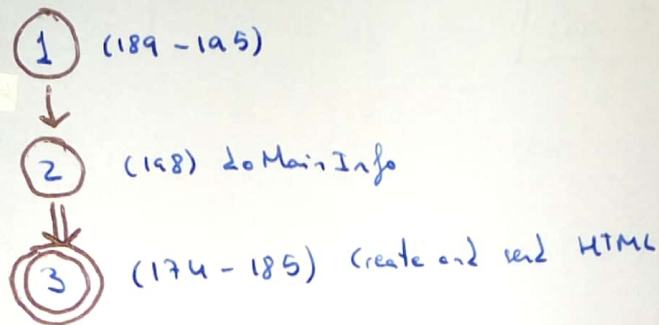 1 (189 - 195)
2 (198) doMainInfo
3 (174 - 185) Create and send HTML